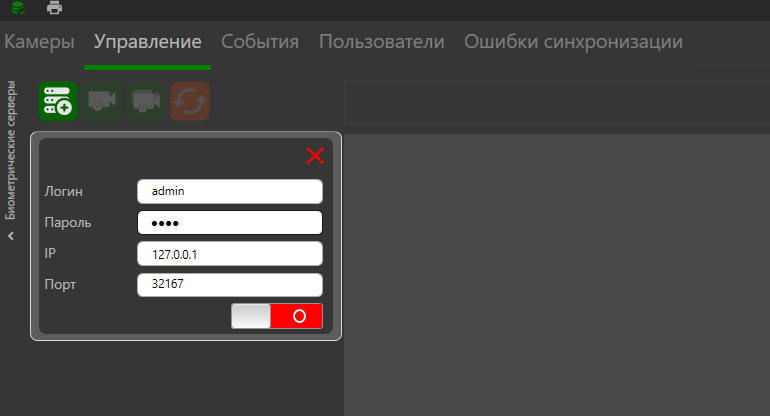 Камеры Управление События Пользователи Ошибки синхронизации
Биометрические серверы
Логин admin
Пароль ••••
IP 127.0.0.1
Порт 32167